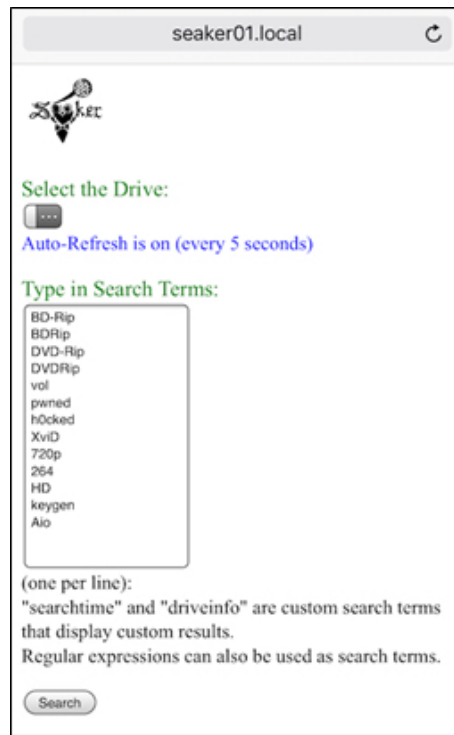 seaker01.local
Seaker
Select the Drive:
...
Auto-Refresh is on (every 5 seconds)
Type in Search Terms:
BD-Rip
BDRip
DVD-Rip
DVDRip
vol
pwned
h0cked
XviD
720p
264
HD
keygen
Aio
(one per line):
"searchtime" and "driveinfo" are custom search terms
that display custom results.
Regular expressions can also be used as search terms.
Search